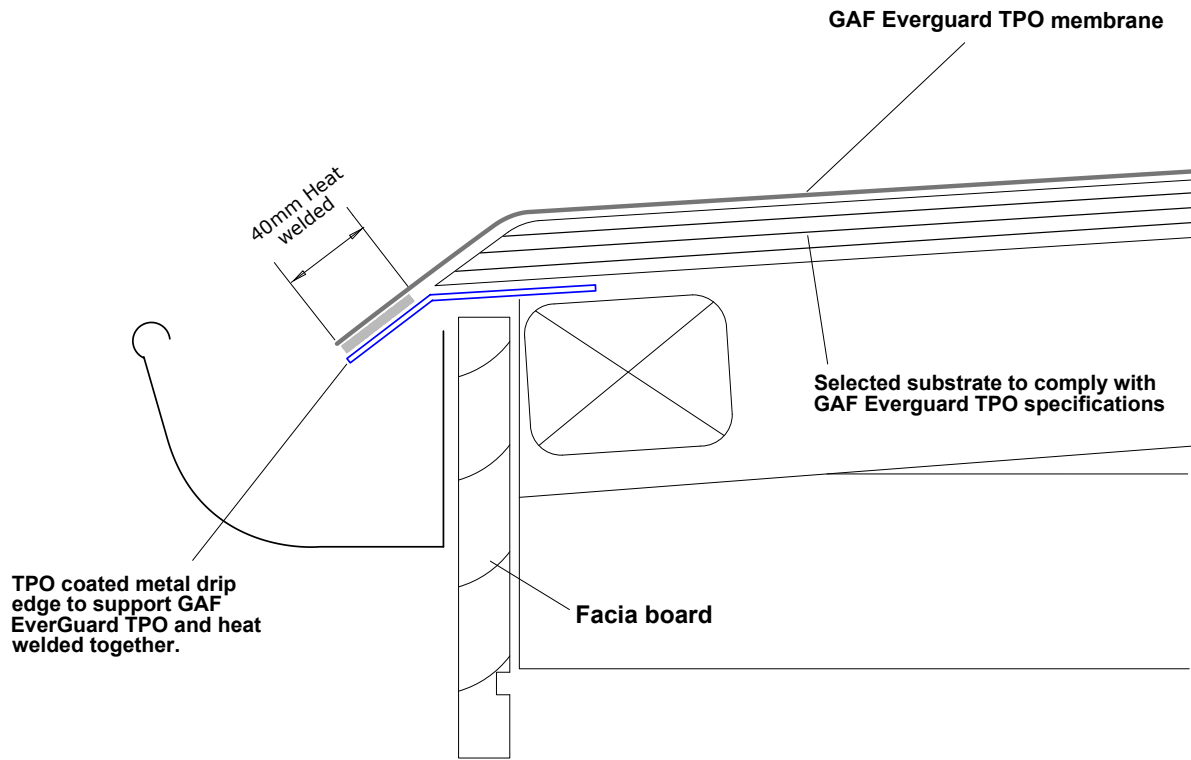 GAF Everguard TPO membrane
40mm Heat
welded
Selected substrate to comply with
GAF Everguard TPO specifications
TPO coated metal drip
edge to support GAF
EverGuard TPO and heat
welded together.
Facia board